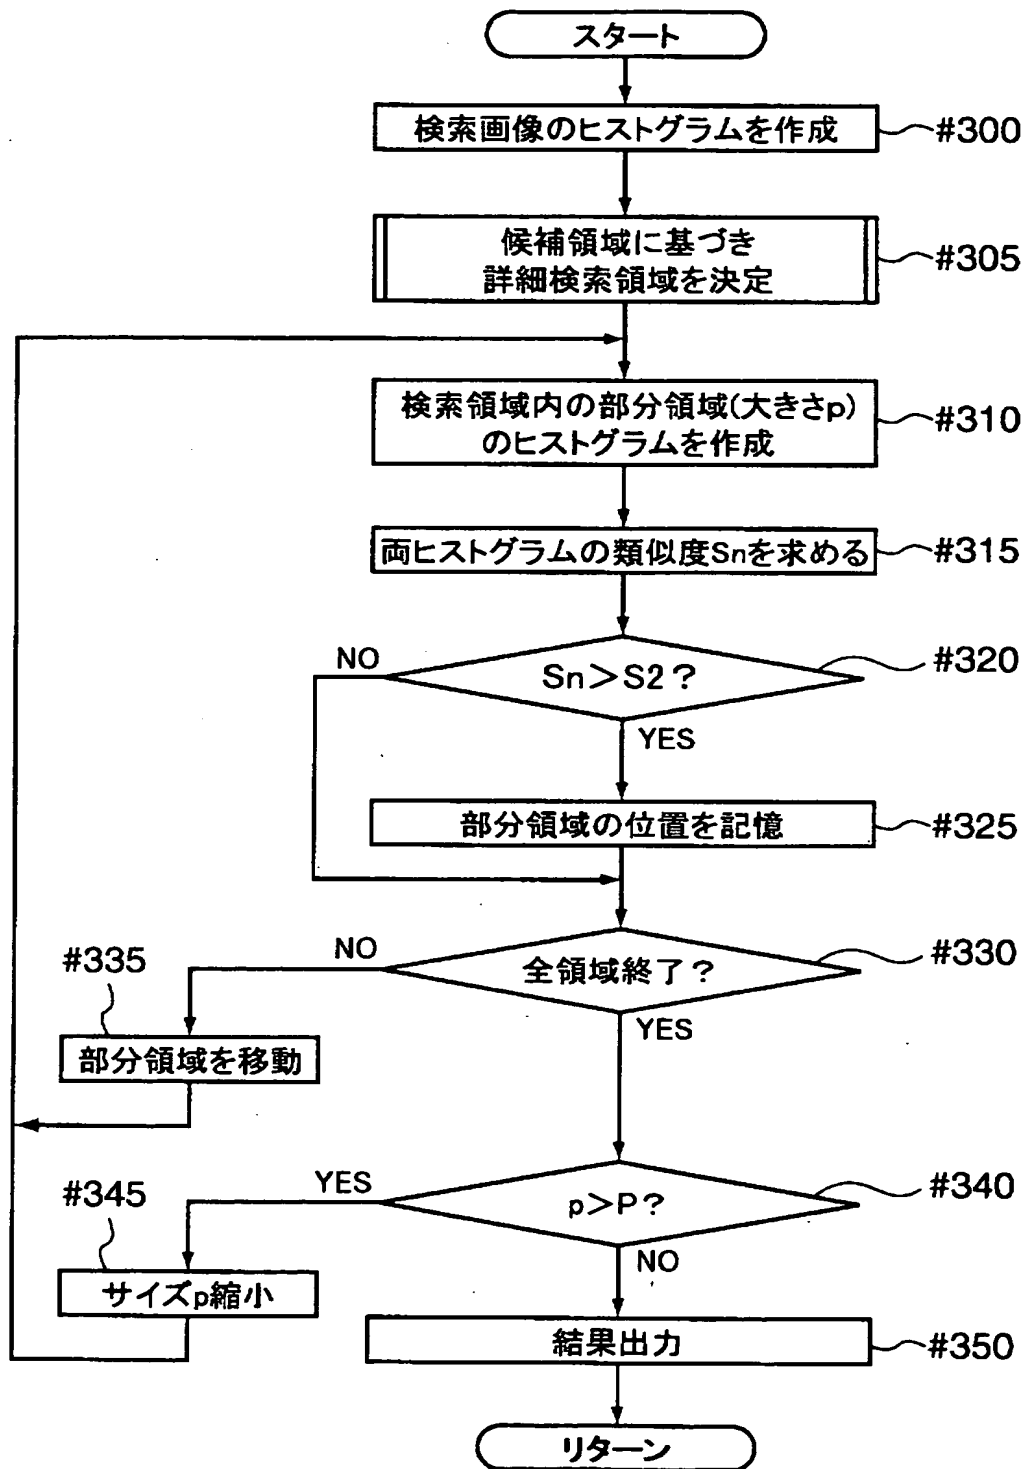 スタート
検索画像のヒストグラムを作成
#300
候補領域に基づき
詳細検索領域を決定
#305
検索領域内の部分領域(大きさp)
のヒストグラムを作成
#310
両ヒストグラムの類似度Snを求める
#315
Sn>S2?
#320
NO
YES
部分領域の位置を記憶
#325
全領域終了?
#330
NO
YES
#335
部分領域を移動
p>P?
#340
YES
NO
#345
サイズp縮小
結果出力
#350
リターン